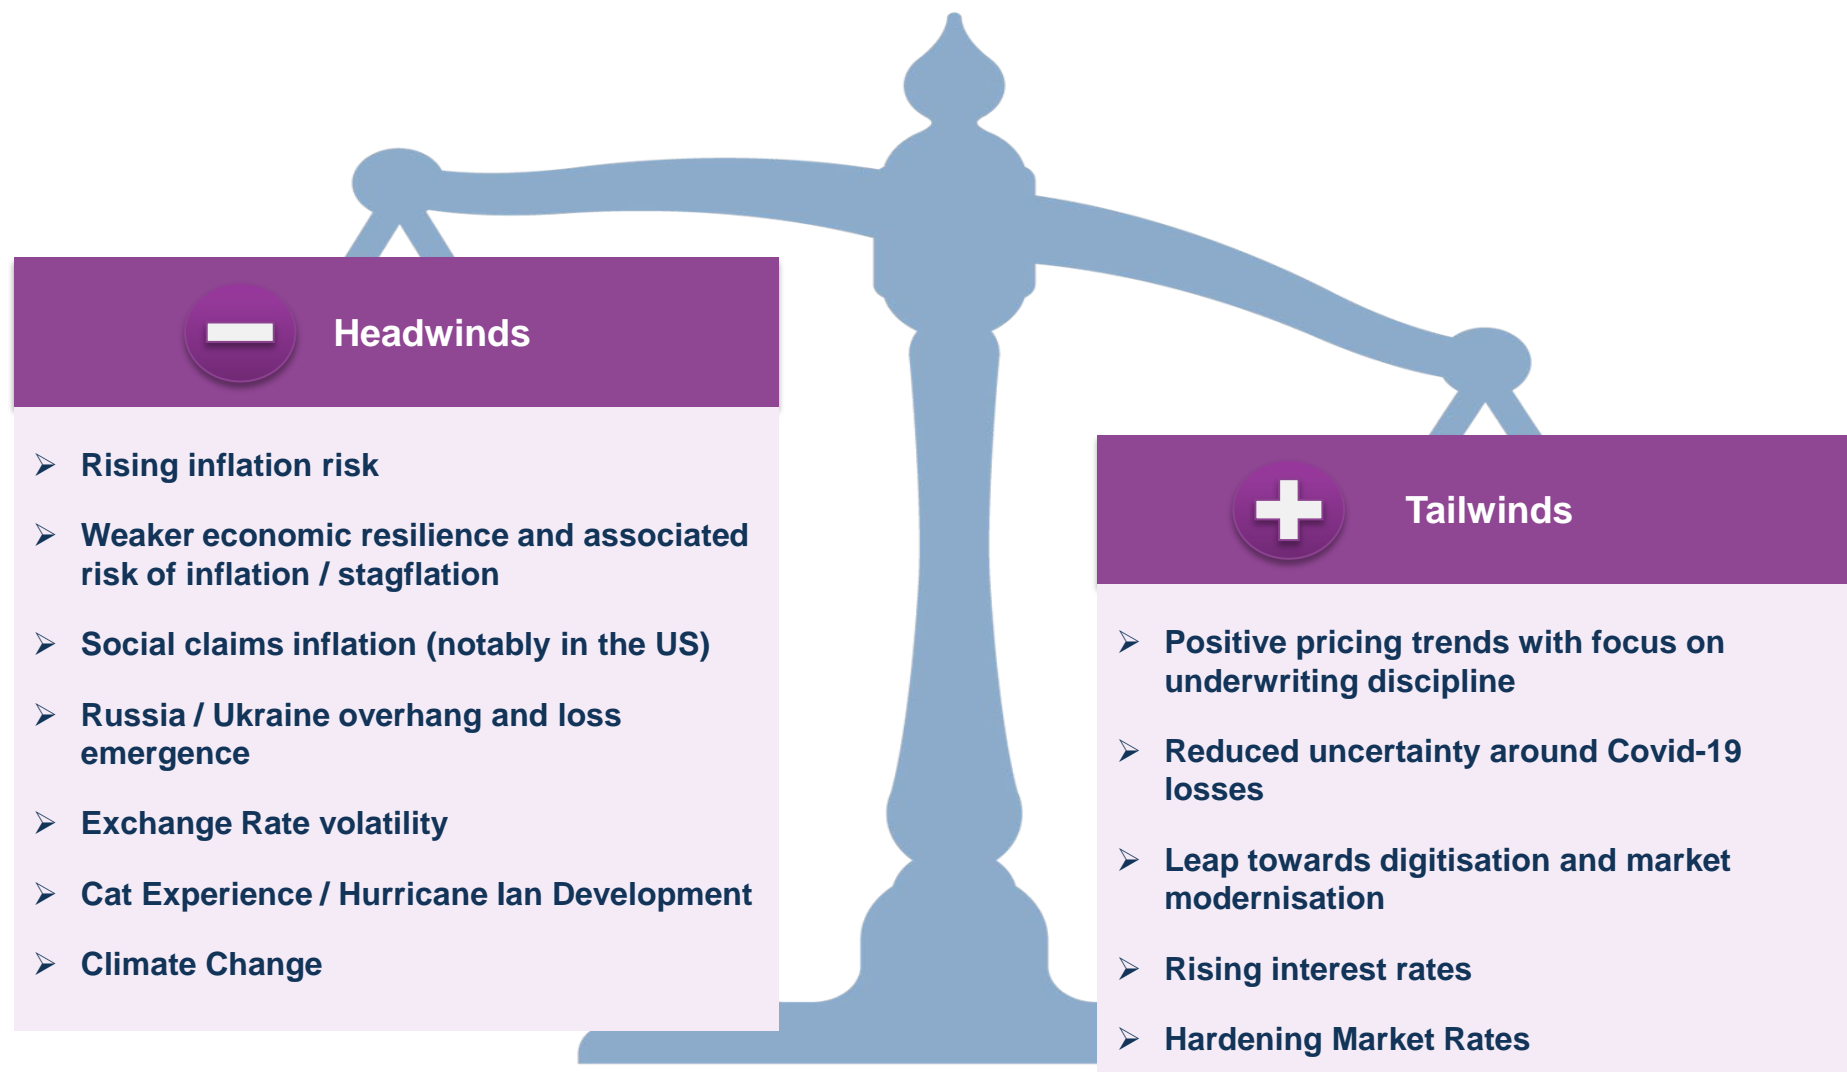 Headwinds
➢ Rising inflation risk
➢ Weaker economic resilience and associated
risk of inflation / stagflation
➢ Social claims inflation (notably in the US)
➢ Russia / Ukraine overhang and loss
emergence
➢ Exchange Rate volatility
➢ Cat Experience / Hurricane Ian Development
➢ Climate Change
Tailwinds
➢ Positive pricing trends with focus on
underwriting discipline
➢ Reduced uncertainty around Covid-19
losses
➢ Leap towards digitisation and market
modernisation
➢ Rising interest rates
➢ Hardening Market Rates